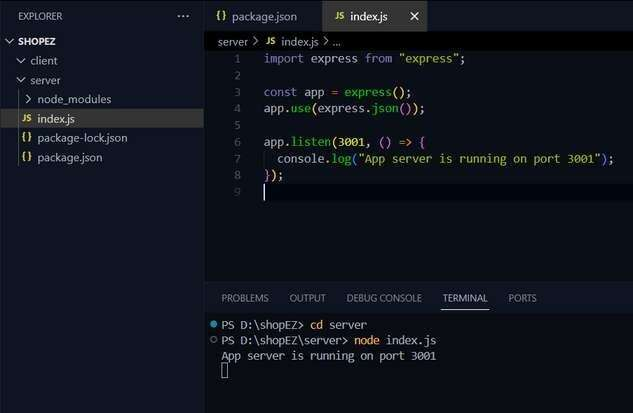 EXPLORER
SHOPEZ
client
server
node_modules
JS index.js
{} package-lock.json
{} package.json
{} package.json
JS index.js
server > JS index.js > ...
1 import express from "express";
2
3 const app = express();
4 app.use(express.json());
5
6 app.listen(3001, () => {
7 console.log("App server is running on port 3001");
8 });
9
PROBLEMS OUTPUT DEBUG CONSOLE TERMINAL PORTS
PS D:\shopEZ> cd server
PS D:\shopEZ\server> node index.js
App server is running on port 3001